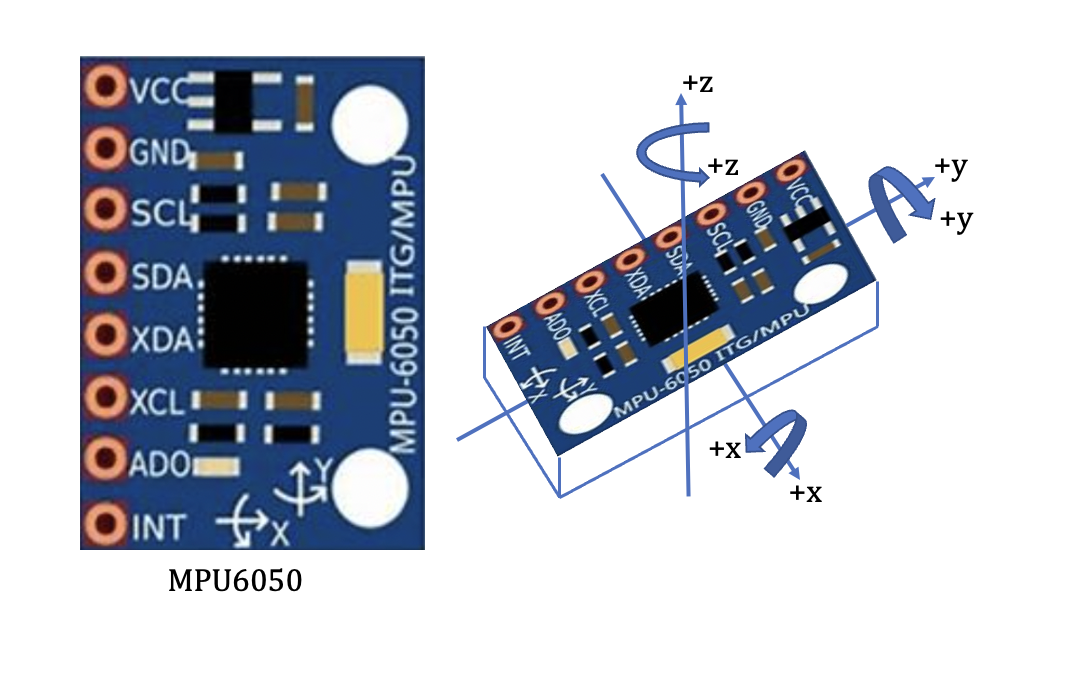 VCC
GND
SCL
SDA
XDA
XCL
ADO
INT
MPU-6050 ITG/MPU
Y
X
MPU6050
+z
+z
+y
+y
+x
+x
VCC
GND
SCL
SDA
XDA
XCL
ADO
INT
X
Y
MPU-6050 ITG/MPU